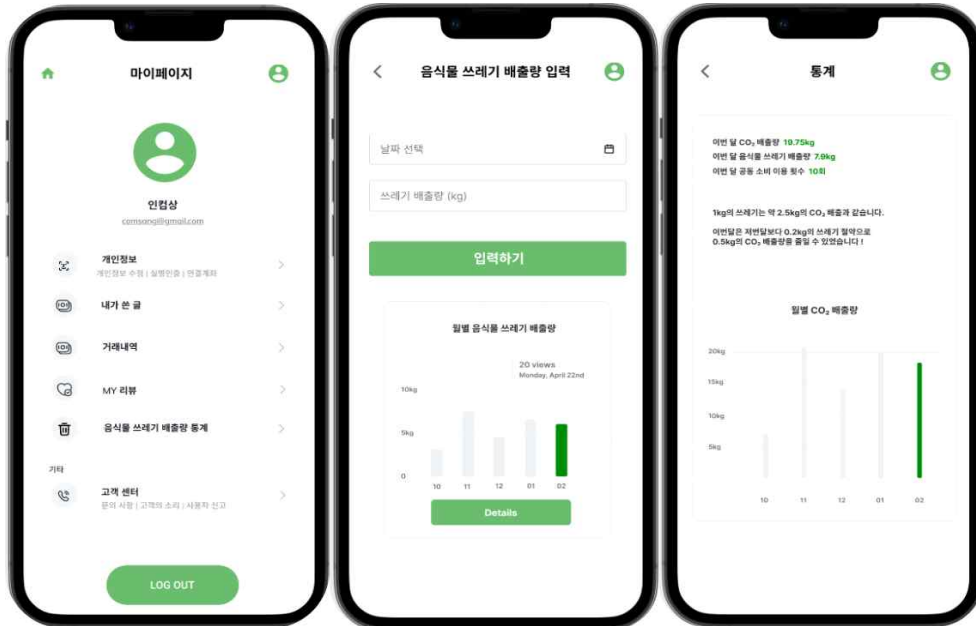 마이페이지
인컴상
comsang@gmail.com
개인정보
개인정보 수정 | 실명인증 | 연결계좌
내가 쓴 글
거래내역
MY 리뷰
음식물 쓰레기 배출량 통계
기타
고객 센터
문의 사항 | 고객의 소리 | 사용자 신고
LOG OUT
음식물 쓰레기 배출량 입력
날짜 선택
쓰레기 배출량 (kg)
입력하기
월별 음식물 쓰레기 배출량
20 views
Monday, April 22nd
10kg
5kg
0
10 11 12 01 02
Details
통계
이번 달 CO₂ 배출량 19.75kg
이번 달 음식물 쓰레기 배출량 7.9kg
이번 달 공동 소비 이용 횟수 10회
1kg의 쓰레기는 약 2.5kg의 CO₂ 배출과 같습니다.
이번달은 저번달보다 0.2kg의 쓰레기 절약으로
0.5kg의 CO₂ 배출량을 줄일 수 있었습니다 !
월별 CO₂ 배출량
20kg
15kg
10kg
5kg
10 11 12 01 02